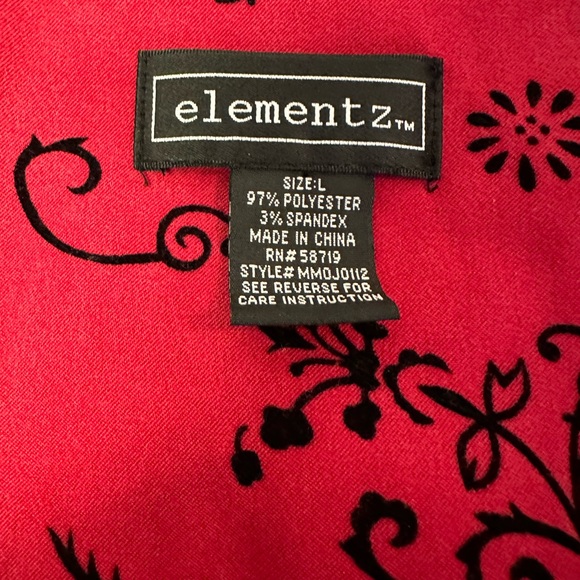 elementz™
SIZE:L
97% POLYESTER
3% SPANDEX
MADE IN CHINA
RN# 58719
STYLE# MMOJ0112
SEE REVERSE FOR
CARE INSTRUCTION